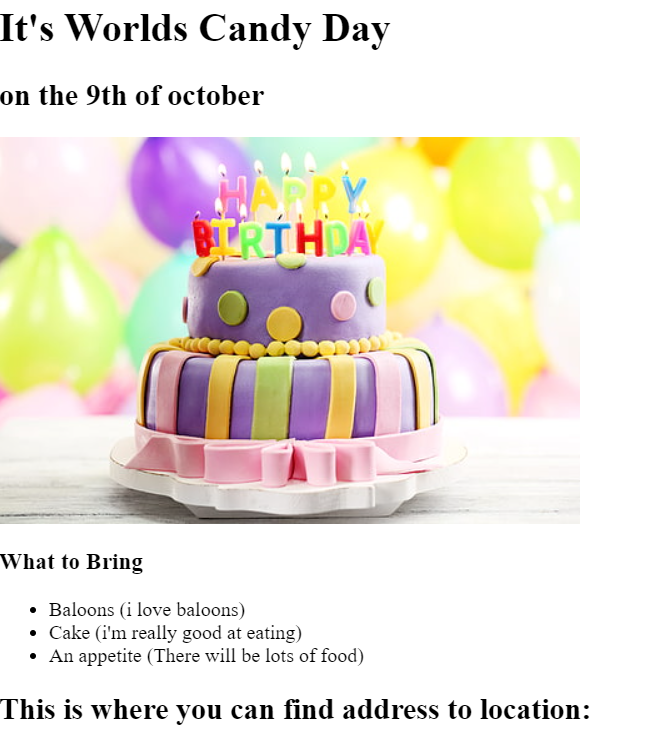 It's Worlds Candy Day
on the 9th of october
HAPPY
BIRTHDAY
What to Bring
Baloons (i love baloons)
Cake (i'm really good at eating)
An appetite (There will be lots of food)
This is where you can find address to location: